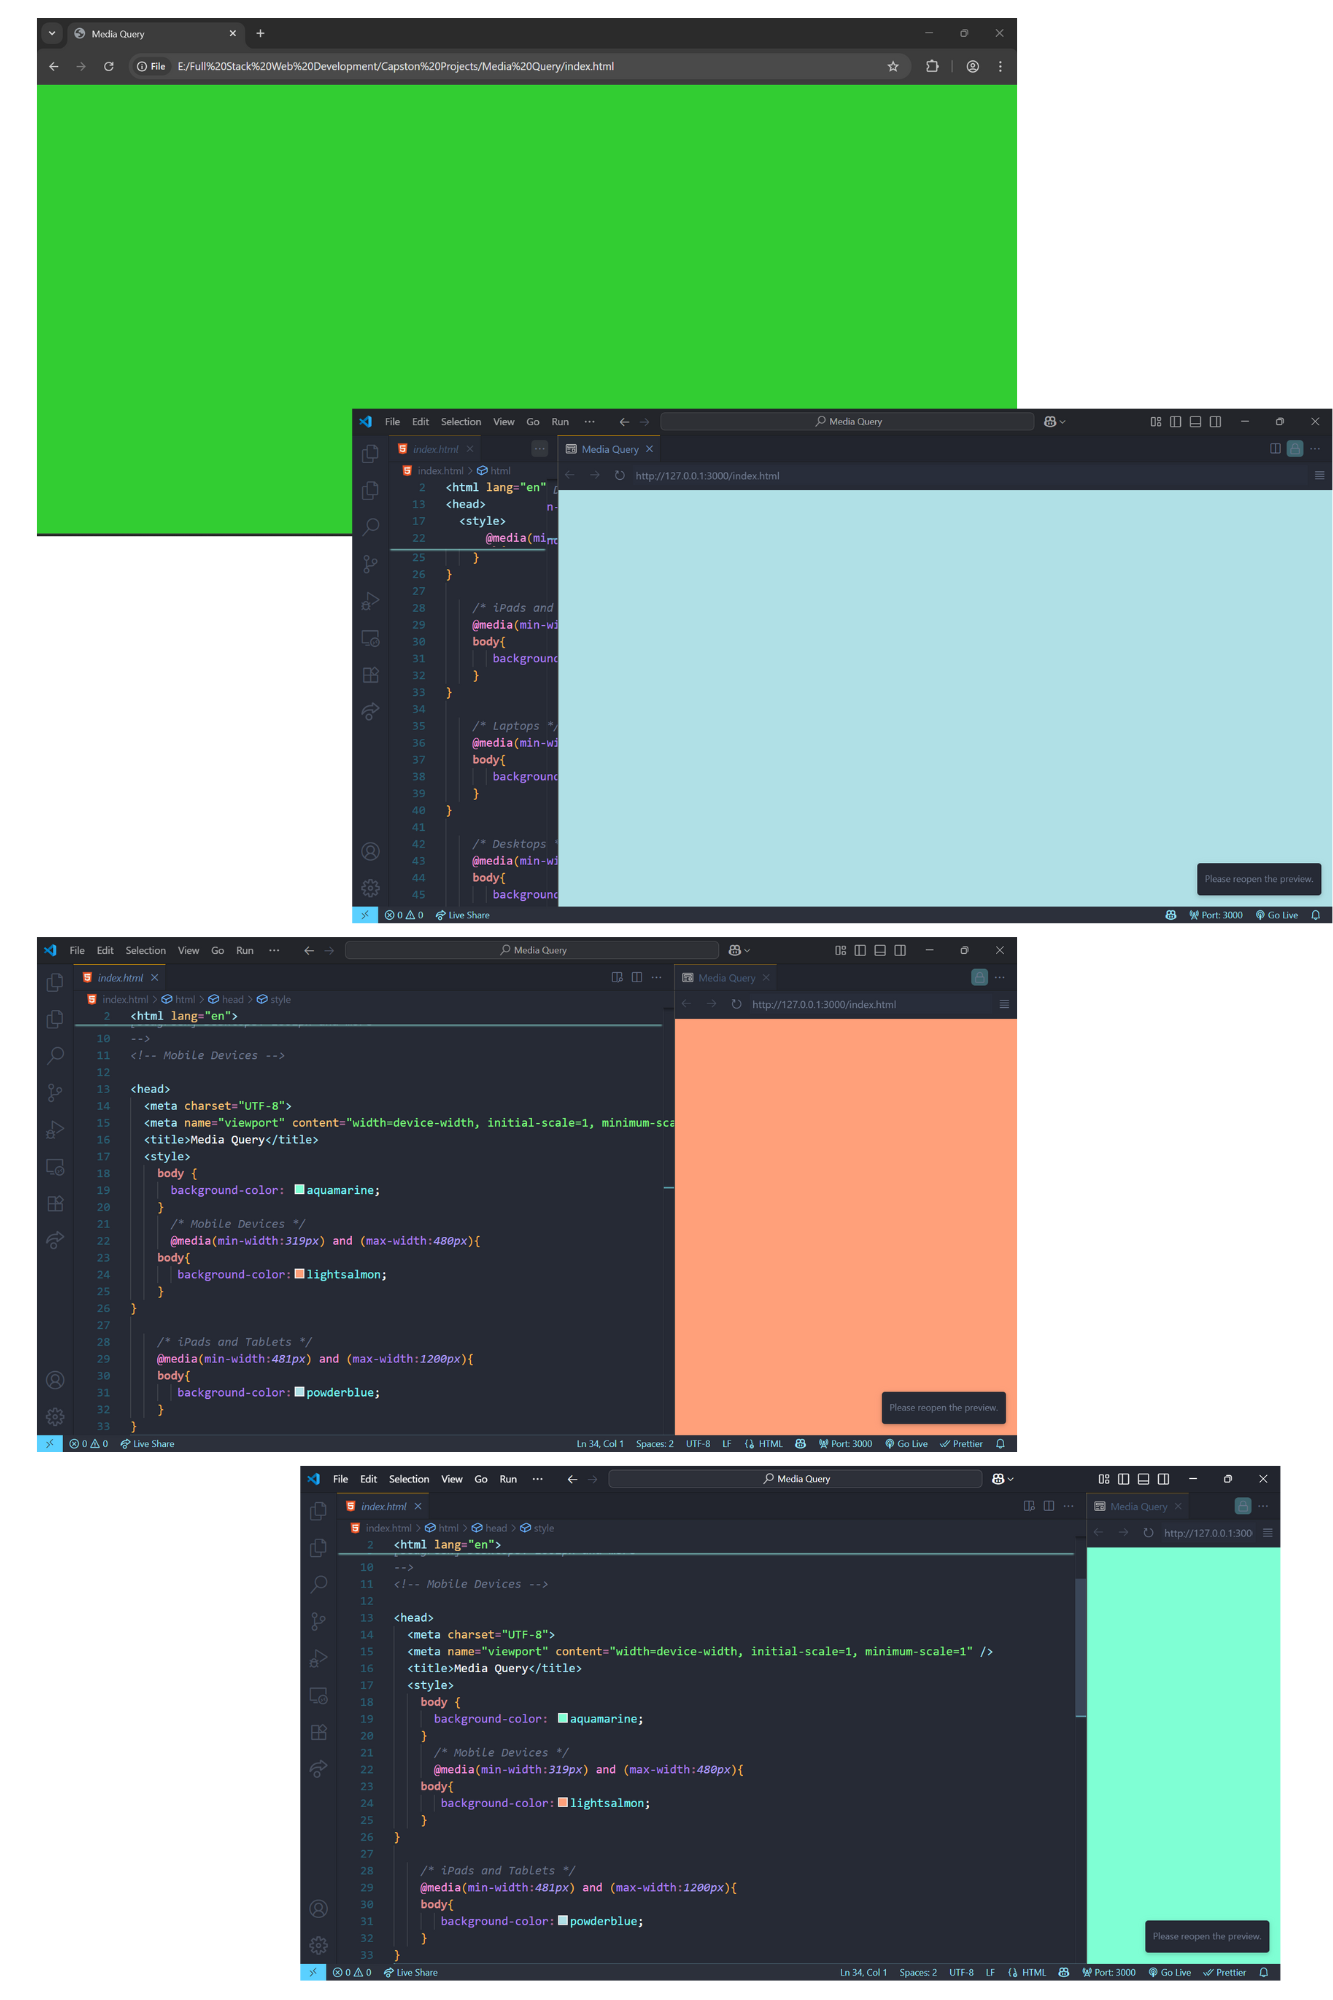 Media Query
File E:/Full%20Stack%20Web%20Development/Capston%20Projects/Media%20Query/index.html
File Edit Selection View Go Run Media Query
index.html Media Query
index.html > html http://127.0.0.1:3000/index.html
2 <html lang="en"
13 <head>
17 <style>
22 @media(min
25 }
26 }
27
28 /* iPads and
29 @media(min-wi
30 body{
31 background
32 }
33 }
34
35 /* Laptops */
36 @media(min-wi
37 body{
38 background
39 }
40 }
41
42 /* Desktops
43 @media(min-wi
44 body{
45 background
Please reopen the preview.
0 0 Live Share Port: 3000 Go Live
File Edit Selection View Go Run ··· Media Query
index.html Media Query
index.html > html > head > style http://127.0.0.1:3000/index.html
2 <html lang="en">
10 -->
11 <!-- Mobile Devices -->
12
13 <head>
14 <meta charset="UTF-8">
15 <meta name="viewport" content="width=device-width, initial-scale=1, minimum-sca
16 <title>Media Query</title>
17 <style>
18 body {
19 background-color: aquamarine;
20 }
21 /* Mobile Devices */
22 @media(min-width:319px) and (max-width:480px){
23 body{
24 background-color: lightsalmon;
25 }
26 }
27
28 /* iPads and Tablets */
29 @media(min-width:481px) and (max-width:1200px){
30 body{
31 background-color: powderblue;
32 }
33 }
Please reopen the preview.
0 0 Live Share Ln 34, Col 1 Spaces: 2 UTF-8 LF HTML Port: 3000 Go Live Prettier
File Edit Selection View Go Run ··· Media Query
index.html Media Query
index.html > html > head > style http://127.0.0.1:300
2 <html lang="en">
10 -->
11 <!-- Mobile Devices -->
12
13 <head>
14 <meta charset="UTF-8">
15 <meta name="viewport" content="width=device-width, initial-scale=1, minimum-scale=1" />
16 <title>Media Query</title>
17 <style>
18 body {
19 background-color: aquamarine;
20 }
21 /* Mobile Devices */
22 @media(min-width:319px) and (max-width:480px){
23 body{
24 background-color: lightsalmon;
25 }
26 }
27
28 /* iPads and Tablets */
29 @media(min-width:481px) and (max-width:1200px){
30 body{
31 background-color: powderblue;
32 }
33 }
Please reopen the preview.
0 0 Live Share Ln 34, Col 1 Spaces: 2 UTF-8 LF HTML Port: 3000 Go Live Prettier